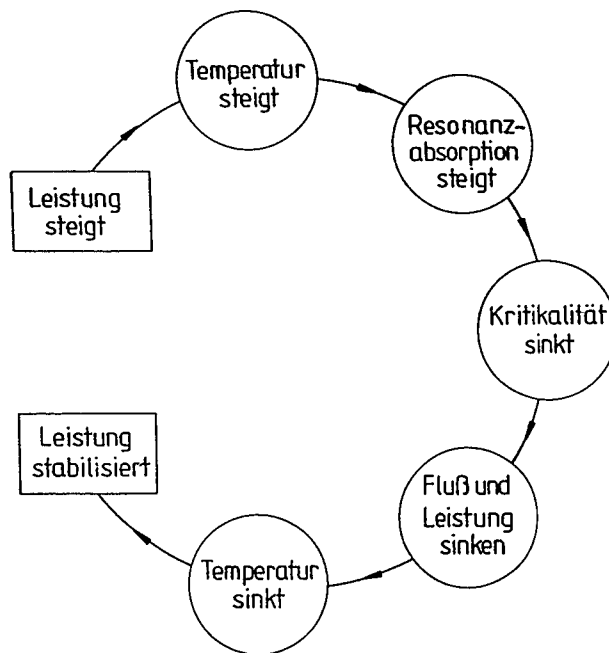 Temperatur
steigt
Resonanz-
absorption
steigt
Leistung
steigt
Kritikalität
sinkt
Leistung
stabilisiert
Fluß und
Leistung
sinken
Temperatur
sinkt